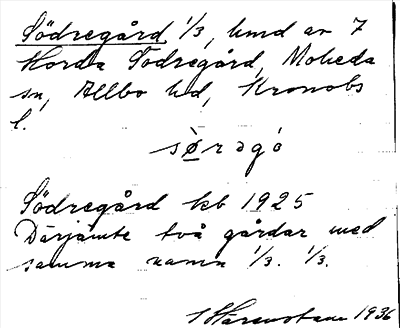 Södregård 1/3, hmd av 7
Horda Södregård, Moheda
sn, Allbo hd, Kronobs
l.
sørəgó
Södregård kb 1925
Därjämte två gårdar med
samma namn 1/3. 1/3.
1936